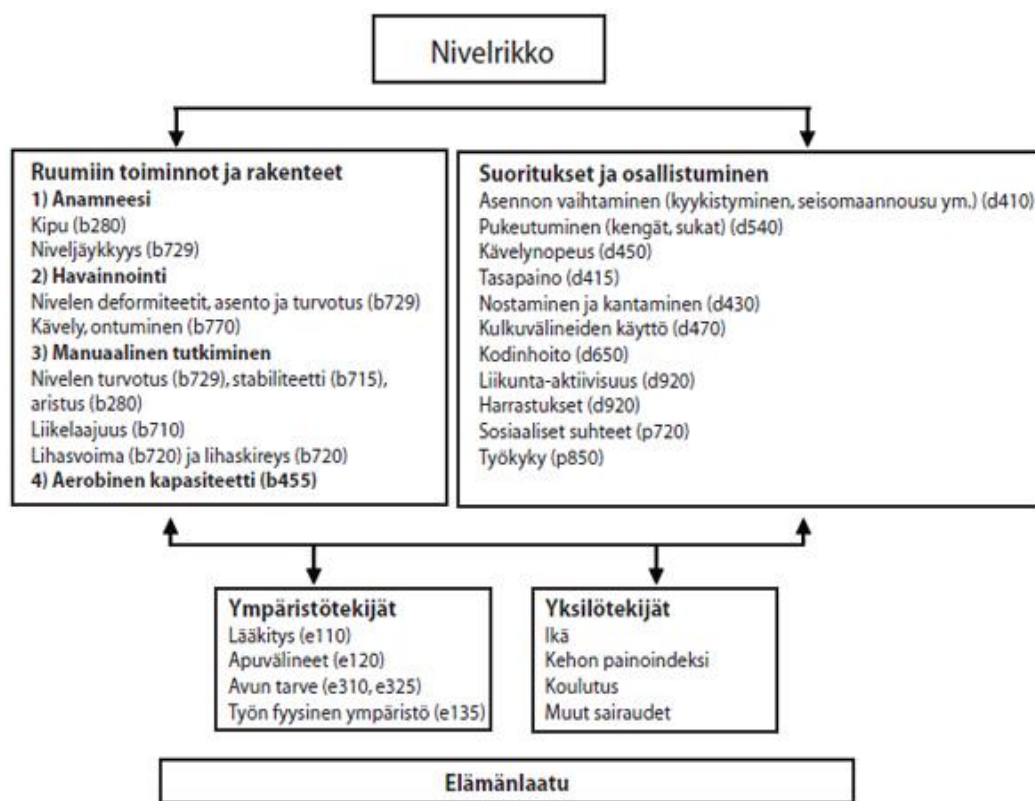 Nivelrikko
Ruumiin toiminnot ja rakenteet
1) Anamneesi
Kipu (b280)
Niveljäykkyys (b729)
2) Havainnointi
Nivelen deformiteetit, asento ja turvotus (b729)
Kävely, ontuminen (b770)
3) Manuaalinen tutkiminen
Nivelen turvotus (b729), stabiliteetti (b715),
aristus (b280)
Liikelaajuus (b710)
Lihasvoima (b720) ja lihaskireys (b720)
4) Aerobinen kapasiteetti (b455)
Suoritukset ja osallistuminen
Asennon vaihtaminen (kyykistyminen, seisomaannousu ym.) (d410)
Pukeutuminen (kengät, sukat) (d540)
Kävelynopeus (d450)
Tasapaino (d415)
Nostaminen ja kantaminen (d430)
Kulkuvälineiden käyttö (d470)
Kodinhoito (d650)
Liikunta-aktiivisuus (d920)
Harrastukset (d920)
Sosiaaliset suhteet (p720)
Työkyky (p850)
Ympäristötekijät
Lääkitys (e110)
Apuvälineet (e120)
Avun tarve (e310, e325)
Työn fyysinen ympäristö (e135)
Yksilötekijät
Ikä
Kehon painoindeksi
Koulutus
Muut sairaudet
Elämänlaatu